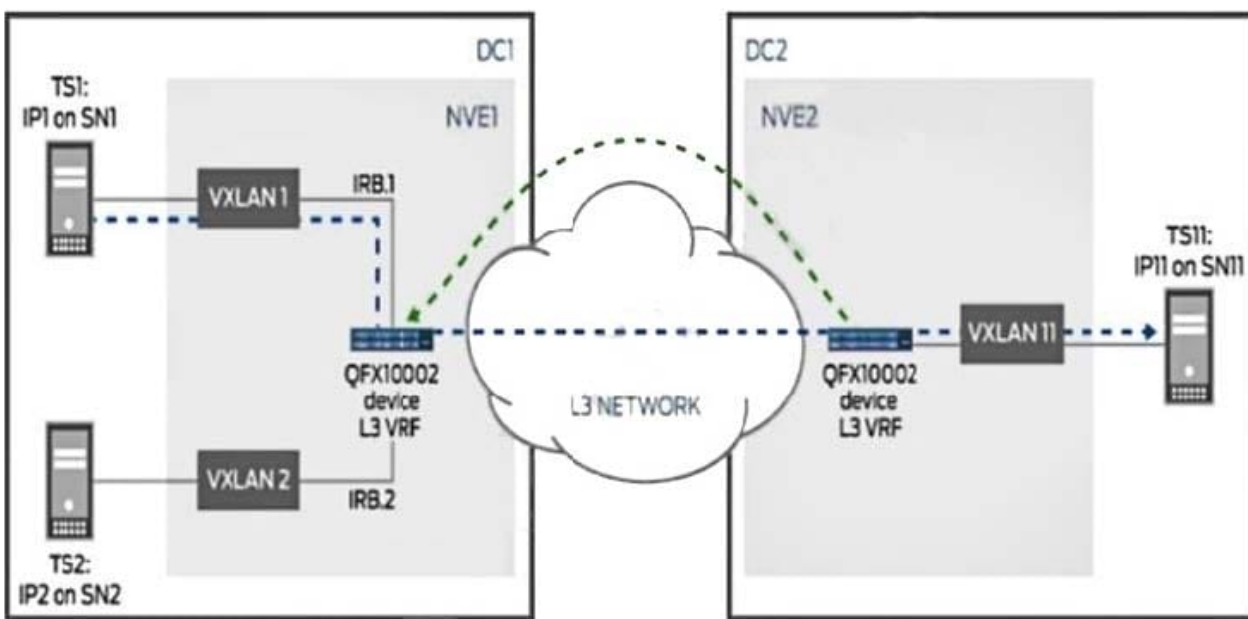 DC1
TS1:
IP1 on SN1
NVE1
VXLAN 1
IRB.1
QFX10002
device
L3 VRF
VXLAN 2
IRB.2
TS2:
IP2 on SN2
L3 NETWORK
DC2
NVE2
QFX10002
device
L3 VRF
VXLAN 11
TS11:
IP11 on SN11